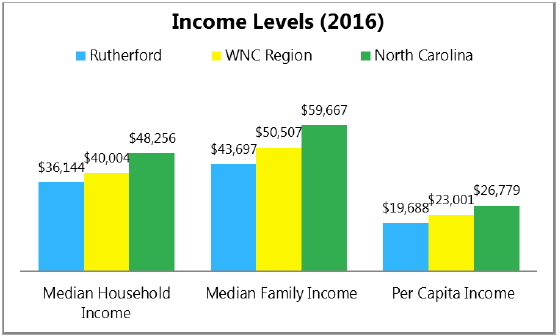 Income Levels (2016)
Rutherford WNC Region North Carolina
$36,144 $40,004 $48,256
$43,697 $50,507 $59,667
$19,688 $23,001 $26,779
Median Household
Income
Median Family Income
Per Capita Income